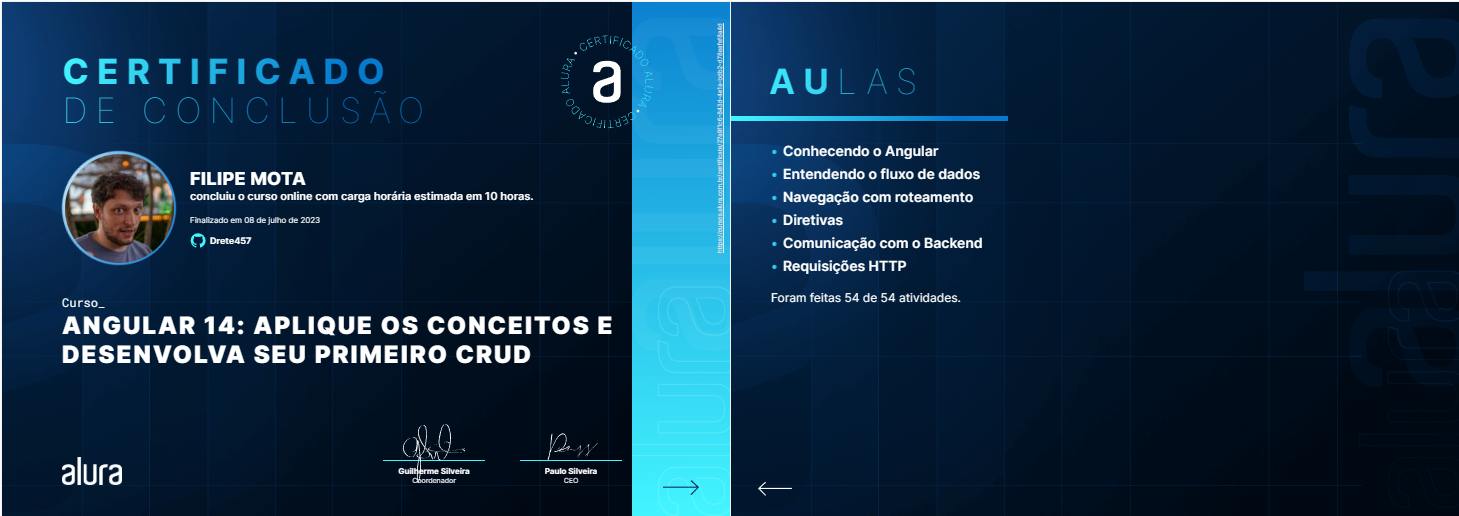 CERTIFICADO
DE CONCLUSÃO
CERTIFICADO ALURA • CERTIFICADO ALURA •
a
FILIPE MOTA
concluiu o curso online com carga horária estimada em 10 horas.
Finalizado em 08 de julho de 2023
Drete457
Curso_
ANGULAR 14: APLIQUE OS CONCEITOS E
DESENVOLVA SEU PRIMEIRO CRUD
alura
Guilherme Silveira
Coordenador
Paulo Silveira
CEO
alura
AULAS
• Conhecendo o Angular
• Entendendo o fluxo de dados
• Navegação com roteamento
• Diretivas
• Comunicação com o Backend
• Requisições HTTP
Foram feitas 54 de 54 atividades.
alura